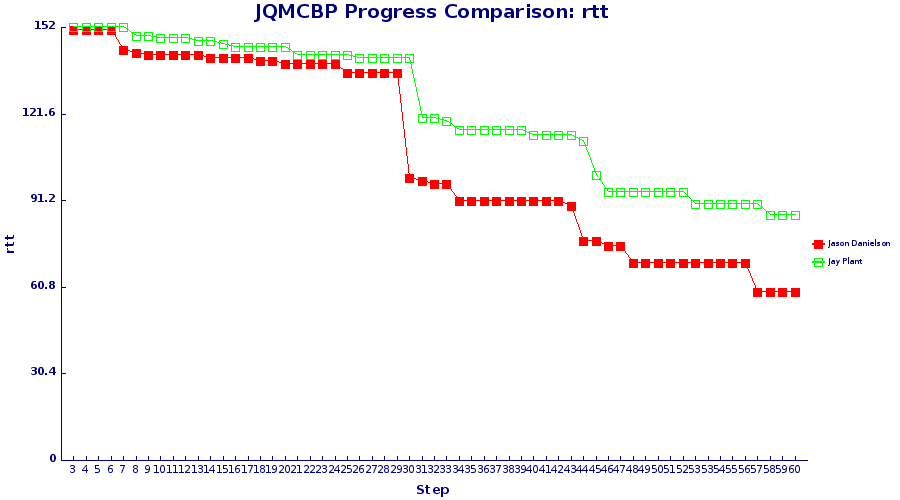 JQMCBP Progress Comparison: rtt
152
121.6
91.2
60.8
30.4
0
rtt
3 4 5 6 7 8 9 10 11 12 13 14 15 16 17 18 19 20 21 22 23 24 25 26 27 28 29 30 31 32 33 34 35 36 37 38 39 40 41 42 43 44 45 46 47 48 49 50 51 52 53 54 55 56 57 58 59 60
Step
Jason Danielson
Jay Plant